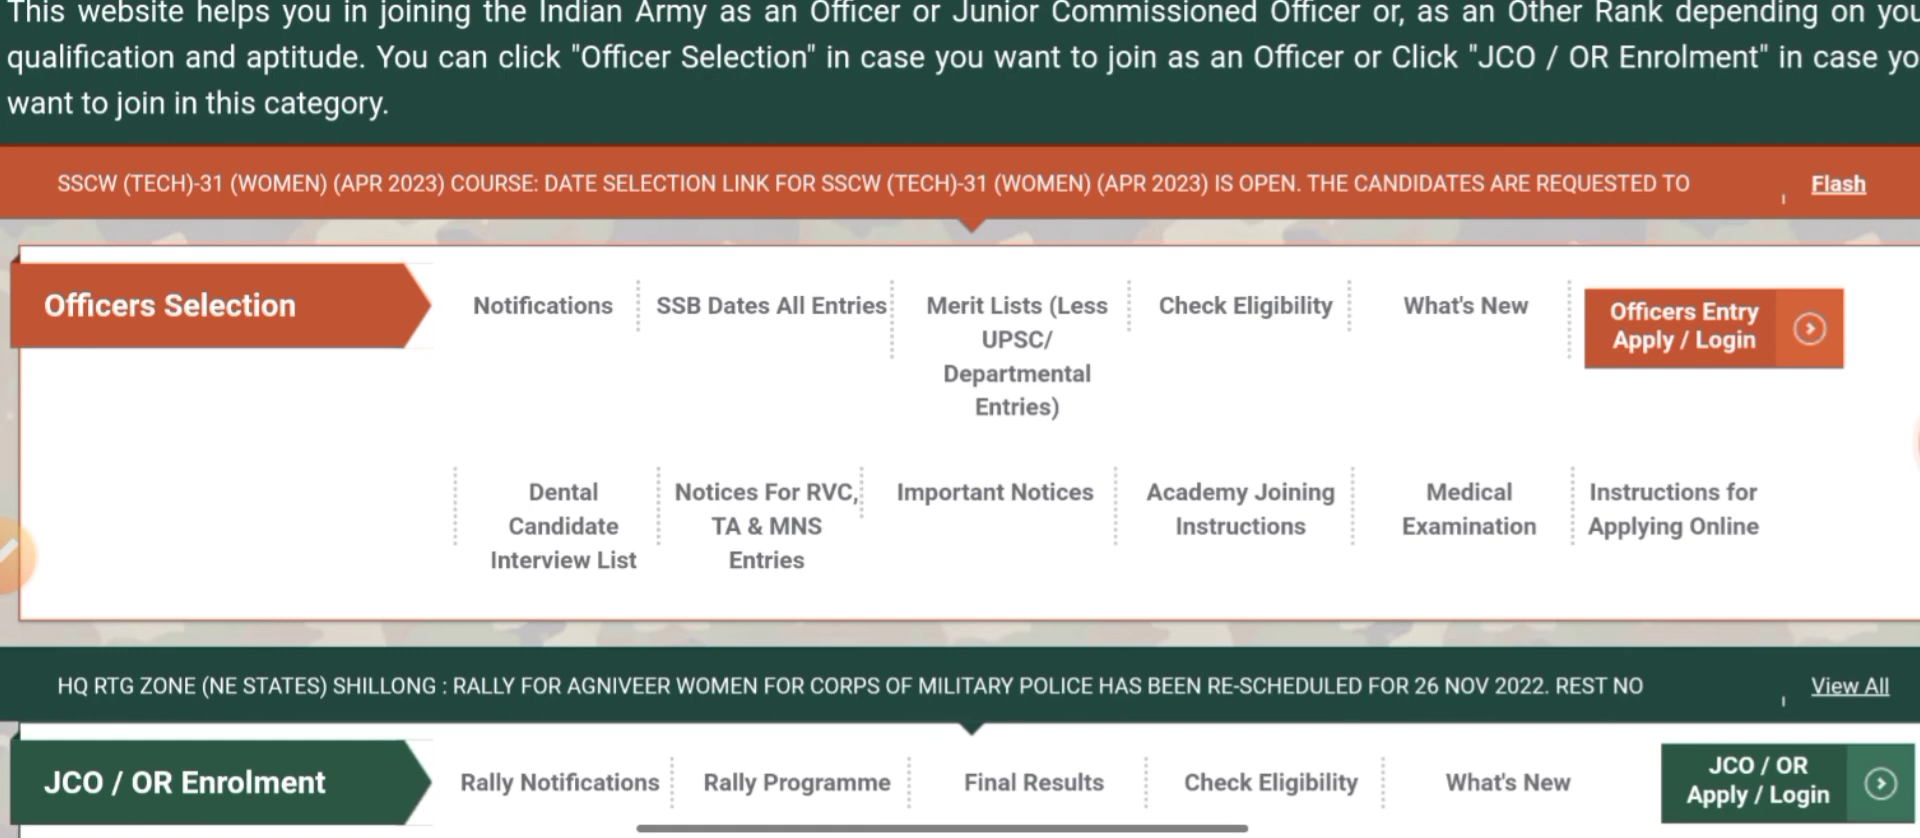 This website helps you in joining the Indian Army as an Officer or Junior Commissioned Officer or, as an Other Rank depending on you
qualification and aptitude. You can click "Officer Selection" in case you want to join as an Officer or Click "JCO / OR Enrolment" in case yo
want to join in this category.
SSCW (TECH)-31 (WOMEN) (APR 2023) COURSE: DATE SELECTION LINK FOR SSCW (TECH)-31 (WOMEN) (APR 2023) IS OPEN. THE CANDIDATES ARE REQUESTED TO
Flash
Officers Selection
Notifications
SSB Dates All Entries
Merit Lists (Less
UPSC/
Departmental
Entries)
Check Eligibility
What's New
Officers Entry
Apply / Login
Dental
Candidate
Interview List
Notices For RVC,
TA & MNS
Entries
Important Notices
Academy Joining
Instructions
Medical
Examination
Instructions for
Applying Online
HQ RTG ZONE (NE STATES) SHILLONG : RALLY FOR AGNIVEER WOMEN FOR CORPS OF MILITARY POLICE HAS BEEN RE-SCHEDULED FOR 26 NOV 2022. REST NO
View All
JCO / OR Enrolment
Rally Notifications
Rally Programme
Final Results
Check Eligibility
What's New
JCO / OR
Apply / Login